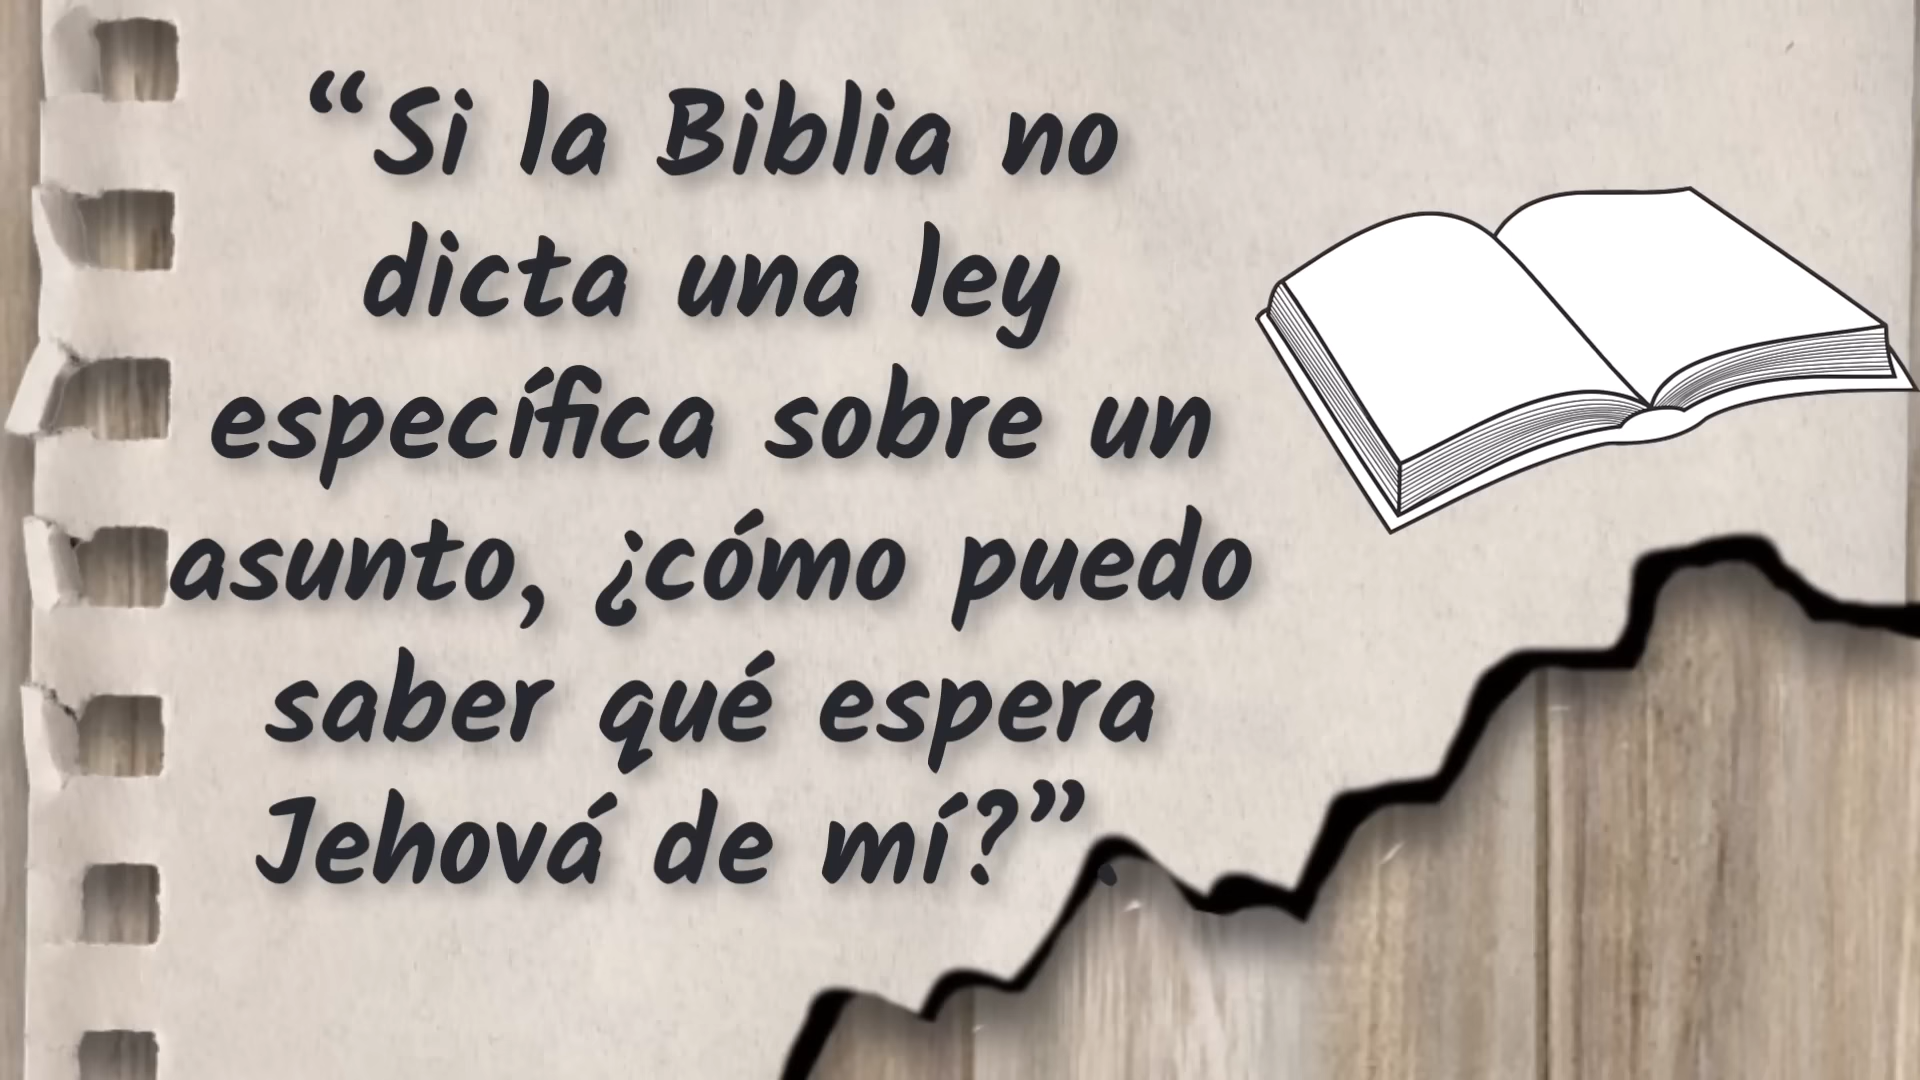 “Si la Biblia no
dicta una ley
específica sobre un
asunto, ¿cómo puedo
saber qué espera
Jehová de mí?”.